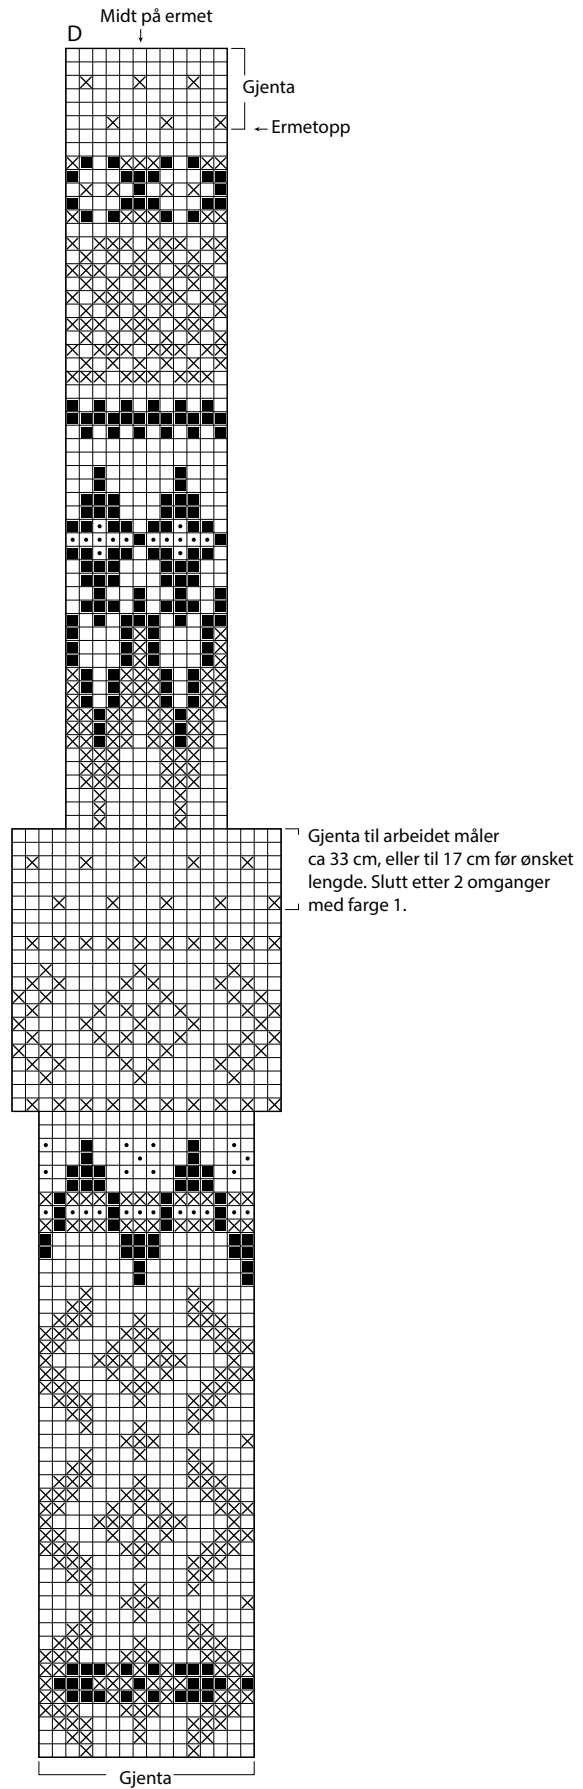 Midt på ermet
D
Gjenta
Ermetopp
Gjenta til arbeidet måler
ca 33 cm, eller til 17 cm før ønsket
lengde. Slutt etter 2 omganger
med farge 1.
Gjenta